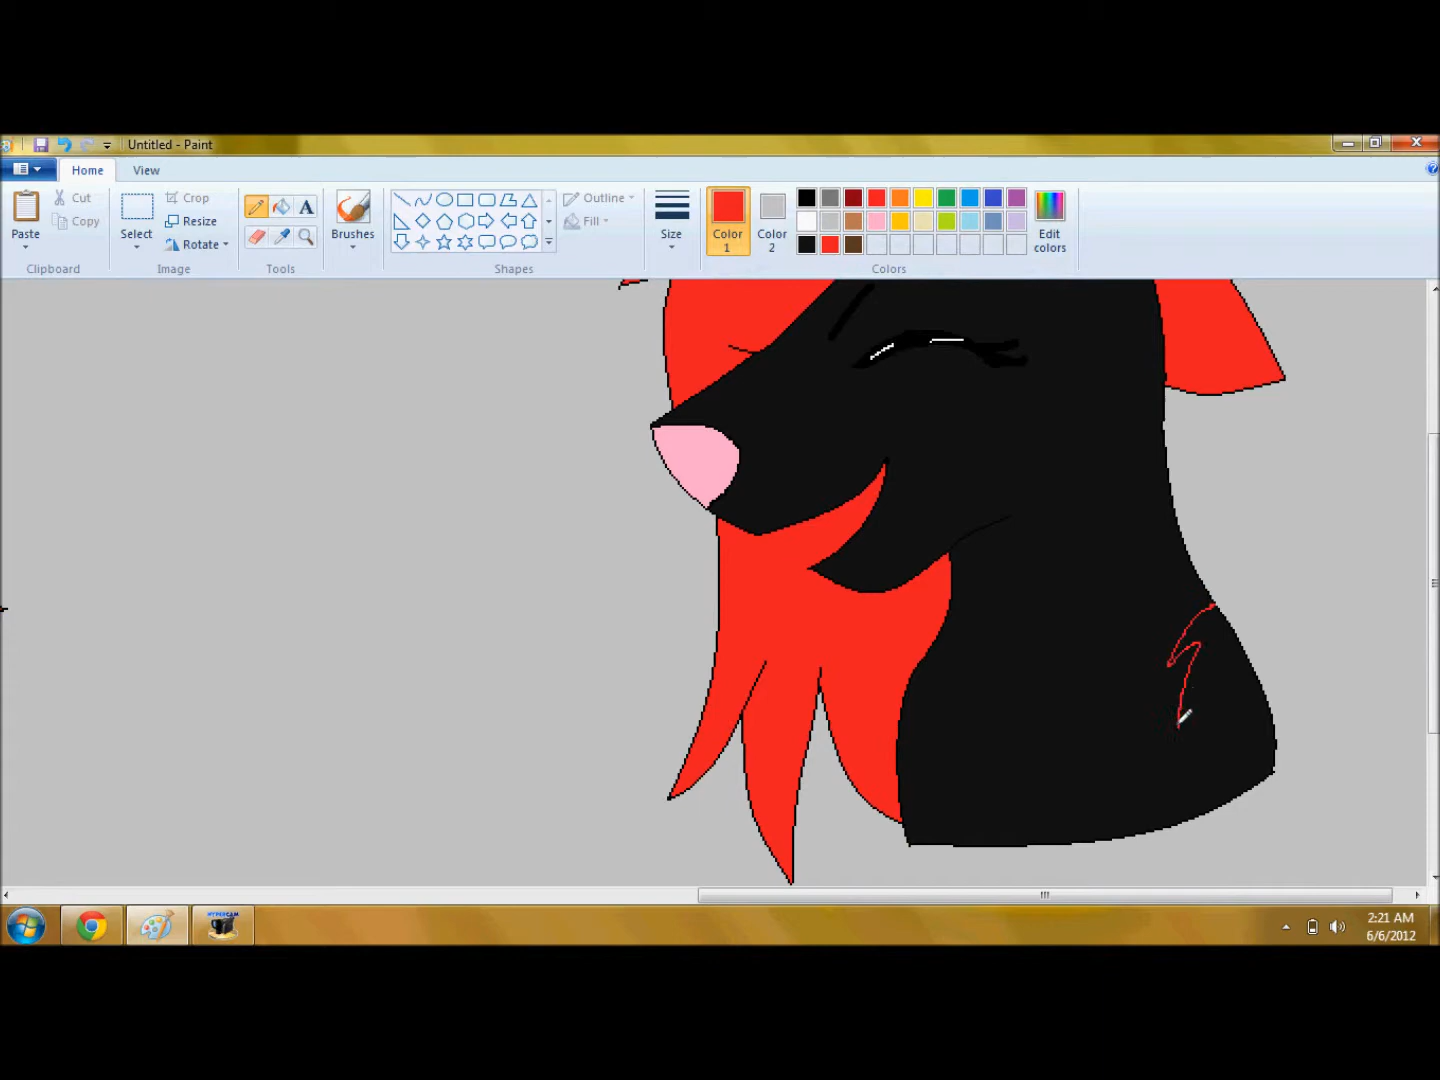 Untitled - Paint
Home View
Paste
Cut
Copy
Clipboard
Select
Crop
Resize
Rotate
Image
A
Tools
Brushes
Outline
Fill
Shapes
Size
Color 1
Color 2
Edit colors
Colors
HYPERCAM
2:21 AM
6/6/2012